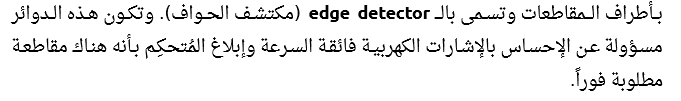 بأطراف المقاطعات وتسمى بالـ edge detector (مكتشف الحواف). وتكون هذه الدوائر
مسؤولة عن الإحساس بالإشارات الكهربية فائقة السرعة وإبلاغ المُتحكِم بأنه هناك مقاطعة
مطلوبة فوراً.